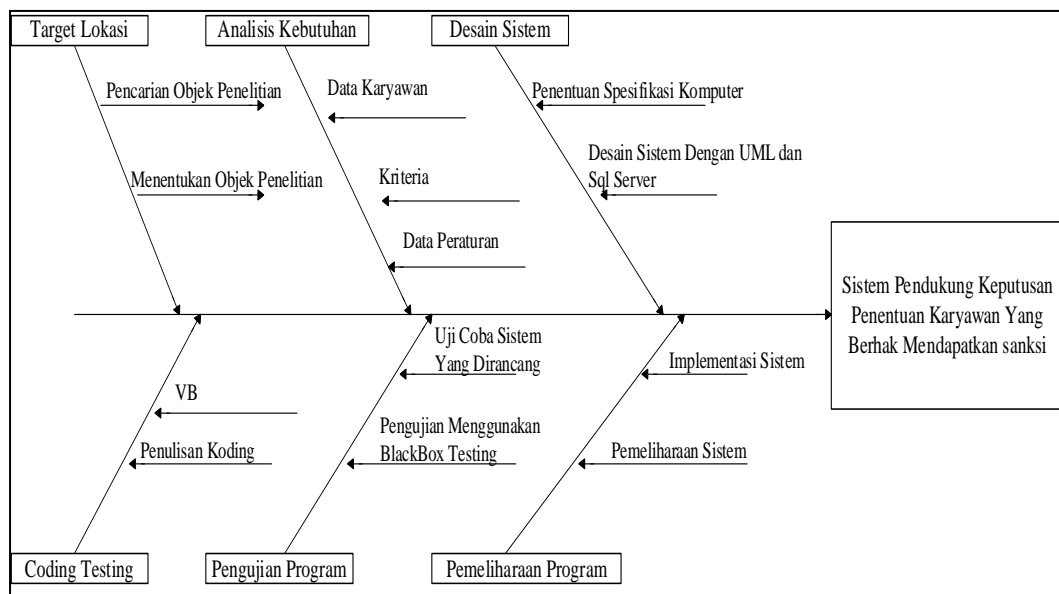 Target Lokasi
Analisis Kebutuhan
Desain Sistem
Pencarian Objek Penelitian
Menentukan Objek Penelitian
Data Karyawan
Kriteria
Data Peraturan
Penentuan Spesifikasi Komputer
Desain Sistem Dengan UML dan
Sql Server
Sistem Pendukung Keputusan
Penentuan Karyawan Yang
Berhak Mendapatkan sanksi
VB
Penulisan Koding
Uji Coba Sistem
Yang Dirancang
Pengujian Menggunakan
BlackBox Testing
Implementasi Sistem
Pemeliharaan Sistem
Coding Testing
Pengujian Program
Pemeliharaan Program